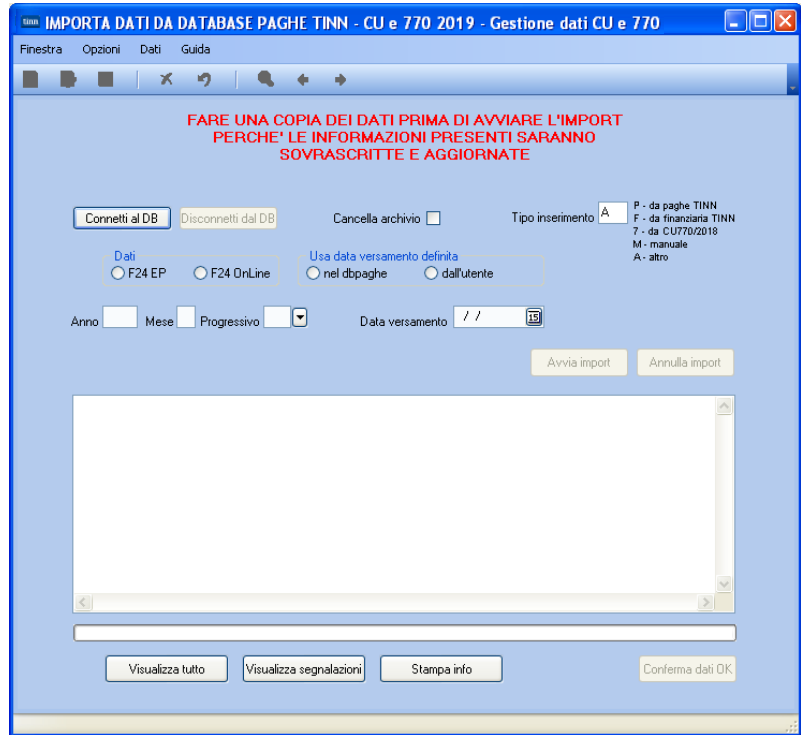 tinn IMPORTA DATI DA DATABASE PAGHE TINN - CU e 770 2019 - Gestione dati CU e 770
Finestra Opzioni Dati Guida
FARE UNA COPIA DEI DATI PRIMA DI AVVIARE L'IMPORT
PERCHE' LE INFORMAZIONI PRESENTI SARANNO
SOVRASCRITTE E AGGIORNATE
Connetti al DB Disconnetti dal DB Cancella archivio Tipo inserimento A
P - da paghe TINN
F - da finanziaria TINN
7 - da CU770/2018
M - manuale
A - altro
Dati Usa data versamento definita
F24 EP F24 OnLine nel dbpaghe dall'utente
Anno Mese Progressivo Data versamento / / 15
Avvia import Annulla import
Visualizza tutto Visualizza segnalazioni Stampa info Conferma dati OK